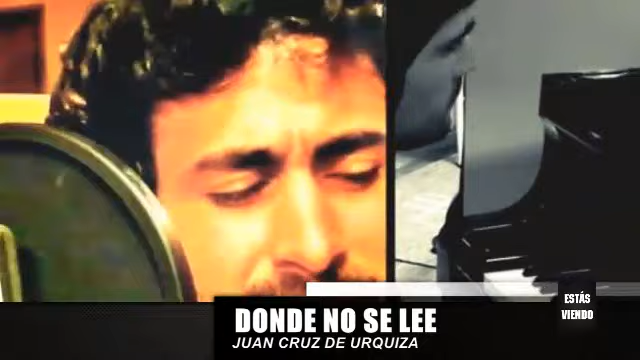 ESTÁS
VIENDO
DONDE NO SE LEE
JUAN CRUZ DE URQUIZA